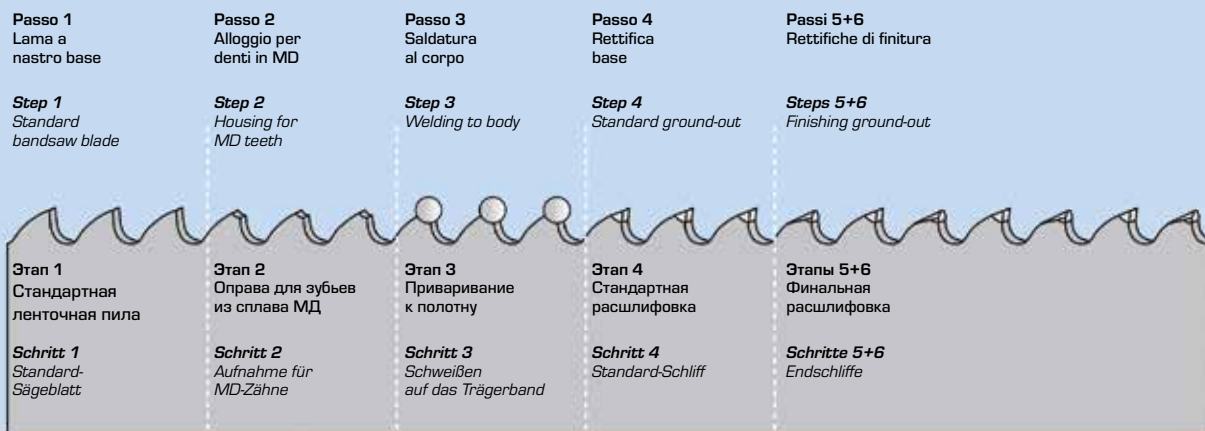 Passo 1
Lama a
nastro base
Step 1
Standard
bandsaw blade
Passo 2
Alloggio per
denti in MD
Step 2
Housing for
MD teeth
Passo 3
Saldatura
al corpo
Step 3
Welding to body
Passo 4
Rettifica
base
Step 4
Standard ground-out
Passi 5+6
Rettifiche di finitura
Steps 5+6
Finishing ground-out
Этап 1
Стандартная
ленточная пила
Schritt 1
Standard-
Sägeblatt
Этап 2
Оправа для зубьев
из сплава МД
Schritt 2
Aufnahme für
MD-Zähne
Этап 3
Приваривание
к полотну
Schritt 3
Schweißen
auf das Trägerband
Этап 4
Стандартная
расшлифовка
Schritt 4
Standard-Schliff
Этапы 5+6
Финальная
расшлифовка
Schritte 5+6
Endschliffe